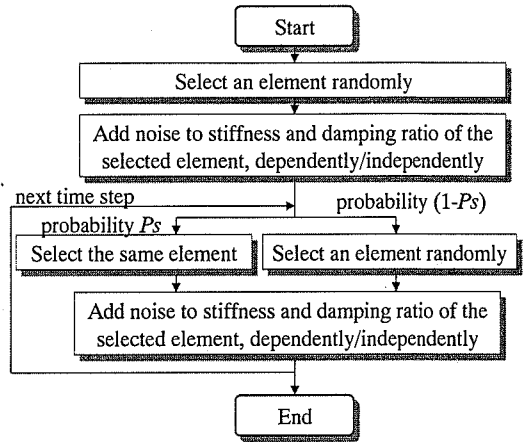 Start
Select an element randomly
Add noise to stiffness and damping ratio of the
selected element, dependently/independently
next time step
probability (1-Ps)
probability Ps
Select the same element
Select an element randomly
Add noise to stiffness and damping ratio of the
selected element, dependently/independently
End